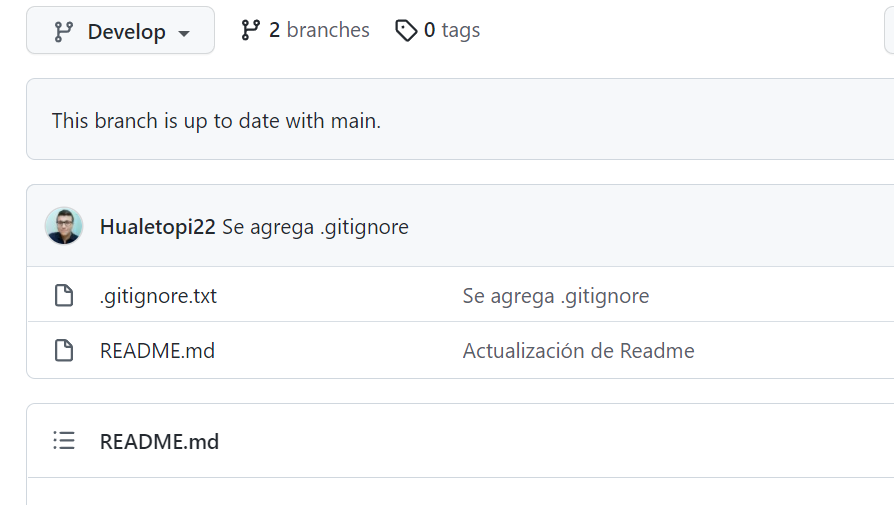 Develop 2 branches 0 tags
This branch is up to date with main.
Hualetopi22 Se agrega .gitignore
.gitignore.txt Se agrega .gitignore
README.md Actualización de Readme
README.md